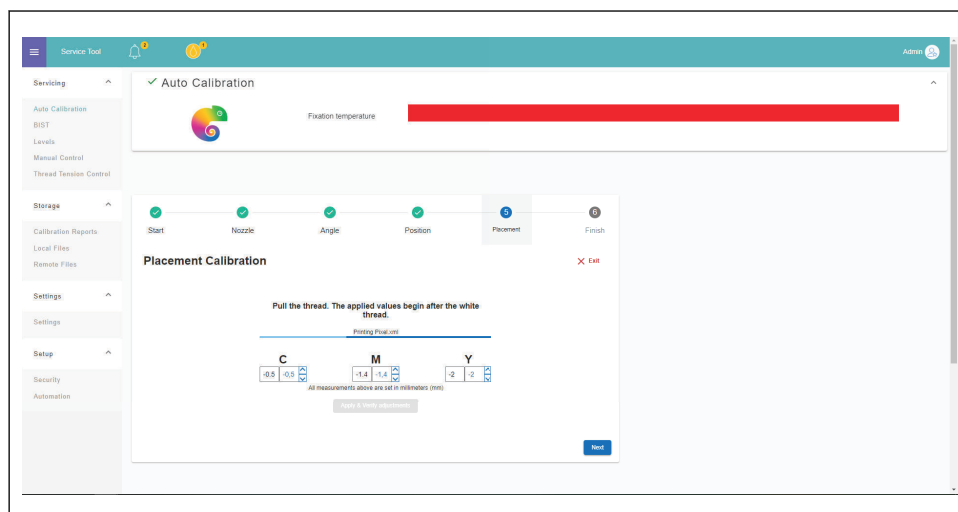 Service Tool
2
1
Admin
Servicing
Auto Calibration
BIST
Levels
Manual Control
Thread Tension Control
Storage
Calibration Reports
Local Files
Remote Files
Settings
Settings
Setup
Security
Automation
Auto Calibration
Fixation temperature
Start
Nozzle
Angle
Position
5
Placement
6
Finish
Placement Calibration
Exit
Pull the thread. The applied values begin after the white
thread.
Printing Pixal.xml
C M Y
-0.5 -0,5 -1.4 -1,4 -2 -2
All measurements above are set in millimeters (mm)
Apply & Verify adjustments
Next